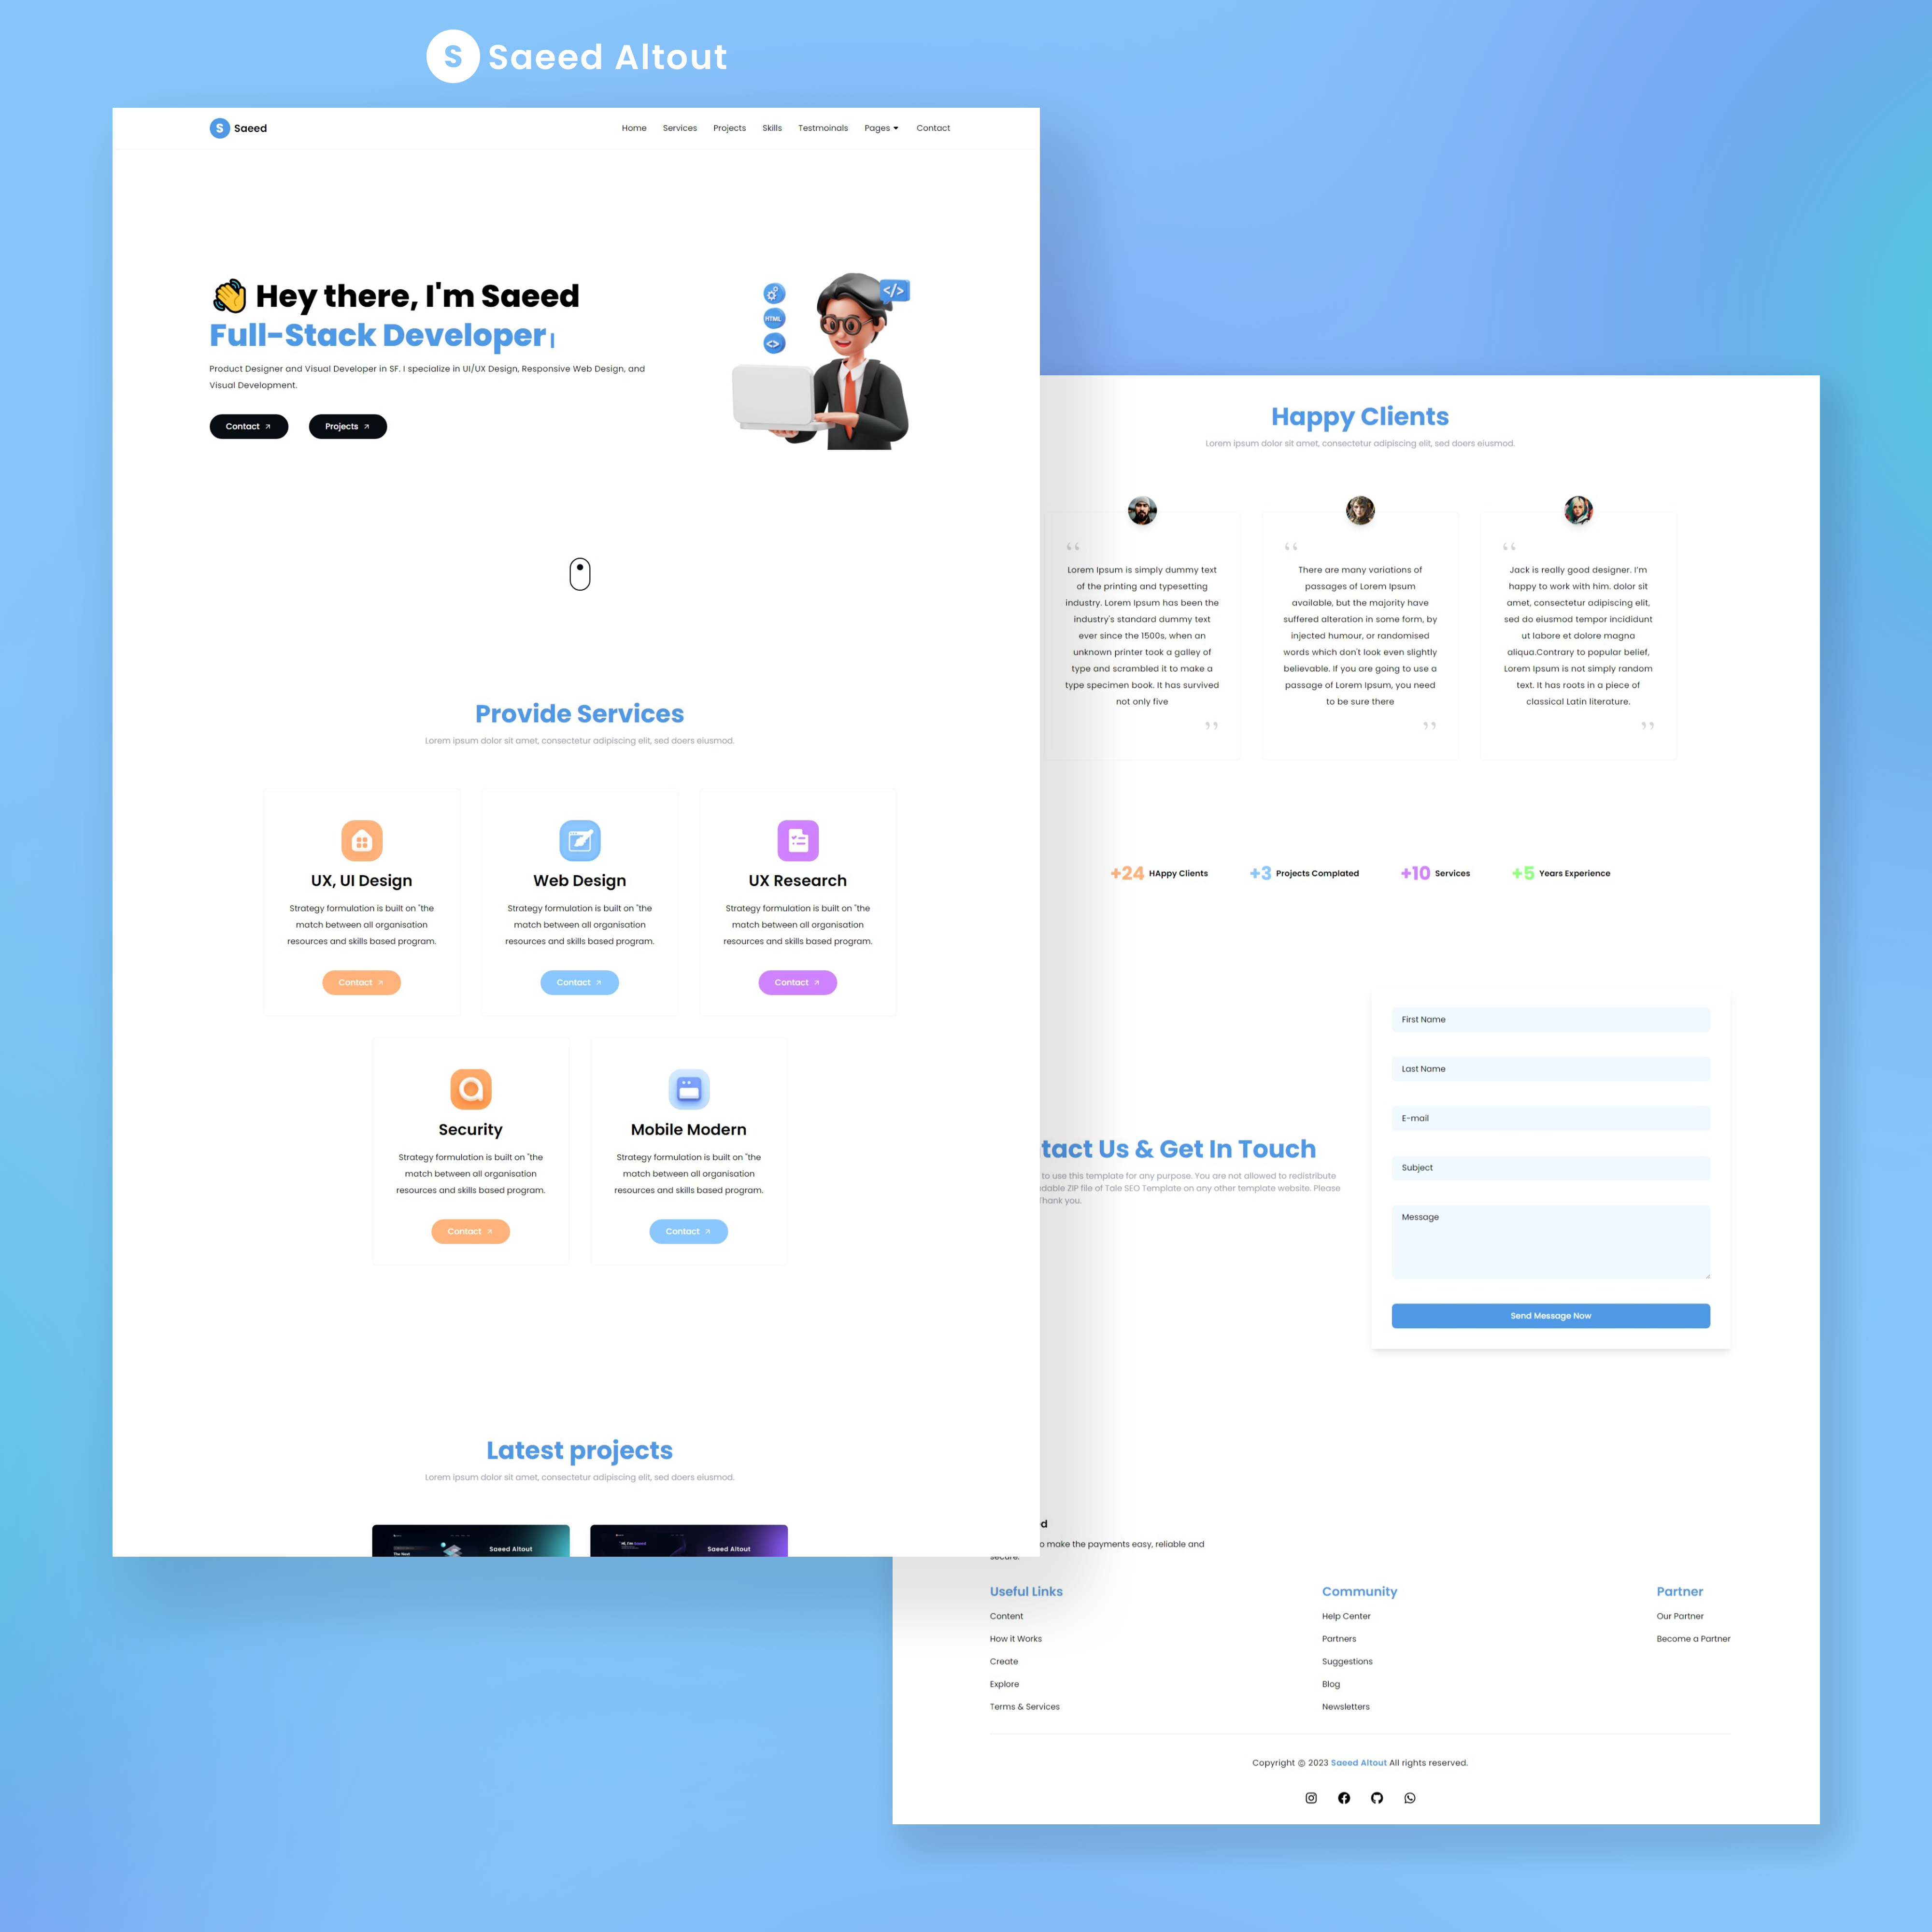 S Saeed Altout
S Saeed
Home Services Projects Skills Testmoinals Pages Contact
👋 Hey there, I'm Saeed
Full-Stack Developer
Product Designer and Visual Developer in SF. I specialize in UI/UX Design, Responsive Web Design, and
Visual Development.
Contact Projects
</>
HTML
<>
Provide Services
Lorem ipsum dolor sit amet, consectetur adipiscing elit, sed doers eiusmod.
UX, UI Design
Strategy formulation is built on "the
match between all organisation
resources and skills based program.
Contact
Web Design
Strategy formulation is built on "the
match between all organisation
resources and skills based program.
Contact
UX Research
Strategy formulation is built on "the
match between all organisation
resources and skills based program.
Contact
Security
Strategy formulation is built on "the
match between all organisation
resources and skills based program.
Contact
Mobile Modern
Strategy formulation is built on "the
match between all organisation
resources and skills based program.
Contact
Latest projects
Lorem ipsum dolor sit amet, consectetur adipiscing elit, sed doers eiusmod.
The Next
Saeed Altout
Hi, I'm Saeed
Saeed Altout
Happy Clients
Lorem ipsum dolor sit amet, consectetur adipiscing elit, sed doers eiusmod.
“
Lorem Ipsum is simply dummy text
of the printing and typesetting
industry. Lorem Ipsum has been the
industry's standard dummy text
ever since the 1500s, when an
unknown printer took a galley of
type and scrambled it to make a
type specimen book. It has survived
not only five
”
“
There are many variations of
passages of Lorem Ipsum
available, but the majority have
suffered alteration in some form, by
injected humour, or randomised
words which don't look even slightly
believable. If you are going to use a
passage of Lorem Ipsum, you need
to be sure there
”
“
Jack is really good designer. I'm
happy to work with him. dolor sit
amet, consectetur adipiscing elit,
sed do eiusmod tempor incididunt
ut labore et dolore magna
aliqua.Contrary to popular belief,
Lorem Ipsum is not simply random
text. It has roots in a piece of
classical Latin literature.
”
+24 HAppy Clients +3 Projects Complated +10 Services +5 Years Experience
tact Us & Get In Touch
to use this template for any purpose. You are not allowed to redistribute
dable ZIP file of Tale SEO Template on any other template website. Please
Thank you.
First Name
Last Name
E-mail
Subject
Message
Send Message Now
d
o make the payments easy, reliable and
secure.
Useful Links
Content
How it Works
Create
Explore
Terms & Services
Community
Help Center
Partners
Suggestions
Blog
Newsletters
Partner
Our Partner
Become a Partner
Copyright © 2023 Saeed Altout All rights reserved.